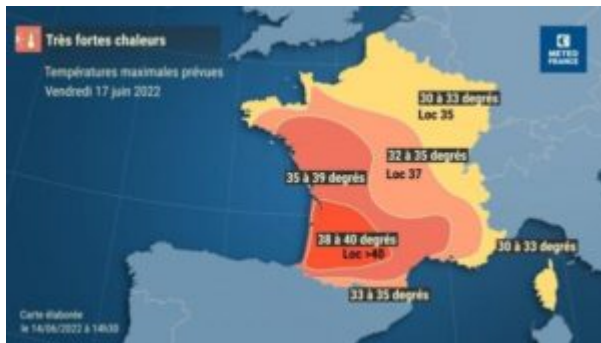 Très fortes chaleurs
Températures maximales prévues
Vendredi 17 juin 2022
METEO
FRANCE
30 à 33 degrés
Loc 35
32 à 35 degrés
Loc 37
35 à 39 degrés
38 à 40 degrés
Loc >40
30 à 33 degrés
33 à 35 degrés
Carte élaborée
le 14/06/2022 à 14h30